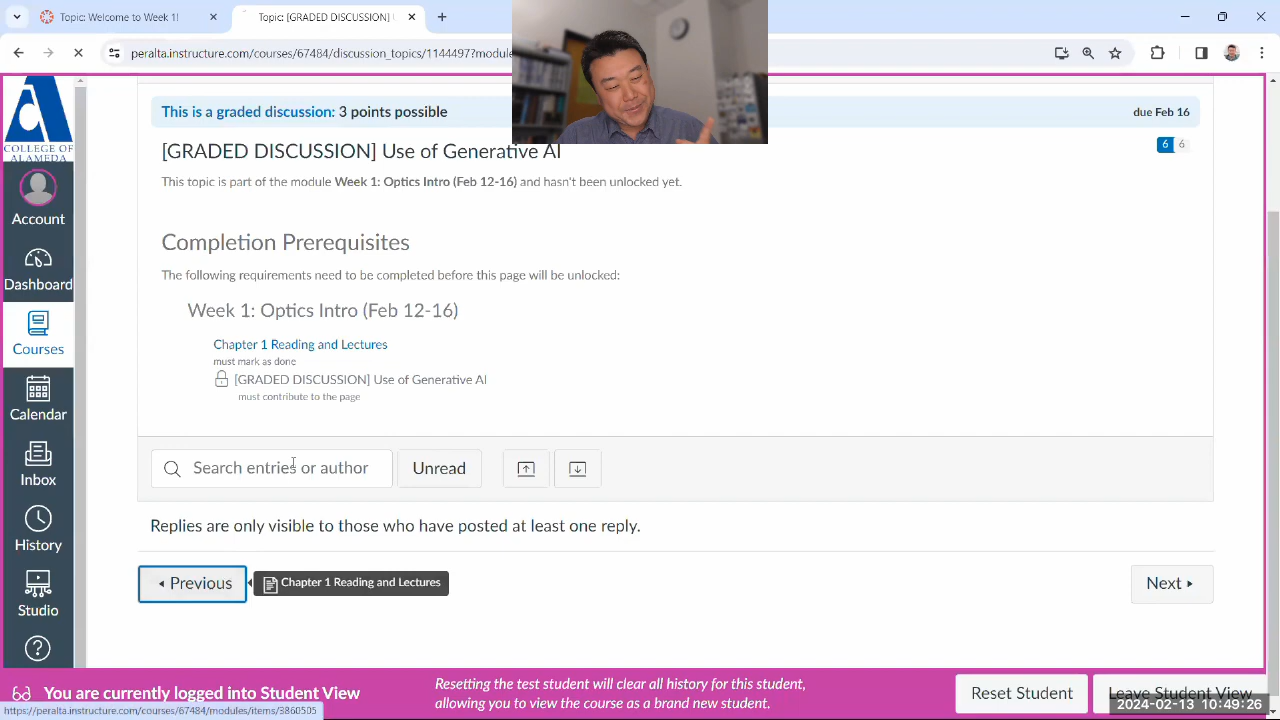 peralta.instructure.com/courses/67484/discussion_topics/1144497?module
COLLEGE OF
ALAMEDA
Account
Dashboard
Courses
Calendar
Inbox
History
Studio
This is a graded discussion: 3 points possible
due Feb 16
[GRADED DISCUSSION] Use of Generative AI
6 6
This topic is part of the module Week 1: Optics Intro (Feb 12-16) and hasn't been unlocked yet.
Completion Prerequisites
The following requirements need to be completed before this page will be unlocked:
Week 1: Optics Intro (Feb 12-16)
Chapter 1 Reading and Lectures
must mark as done
[GRADED DISCUSSION] Use of Generative AI
must contribute to the page
Search entries or author
Unread
Replies are only visible to those who have posted at least one reply.
Previous
Chapter 1 Reading and Lectures
Next
You are currently logged into Student View
Resetting the test student will clear all history for this student,
allowing you to view the course as a brand new student.
Reset Student
Leave Student View
2024-02-13 10:49:26
https://peralta.instructure.com/courses/67484/modules/items/3860505